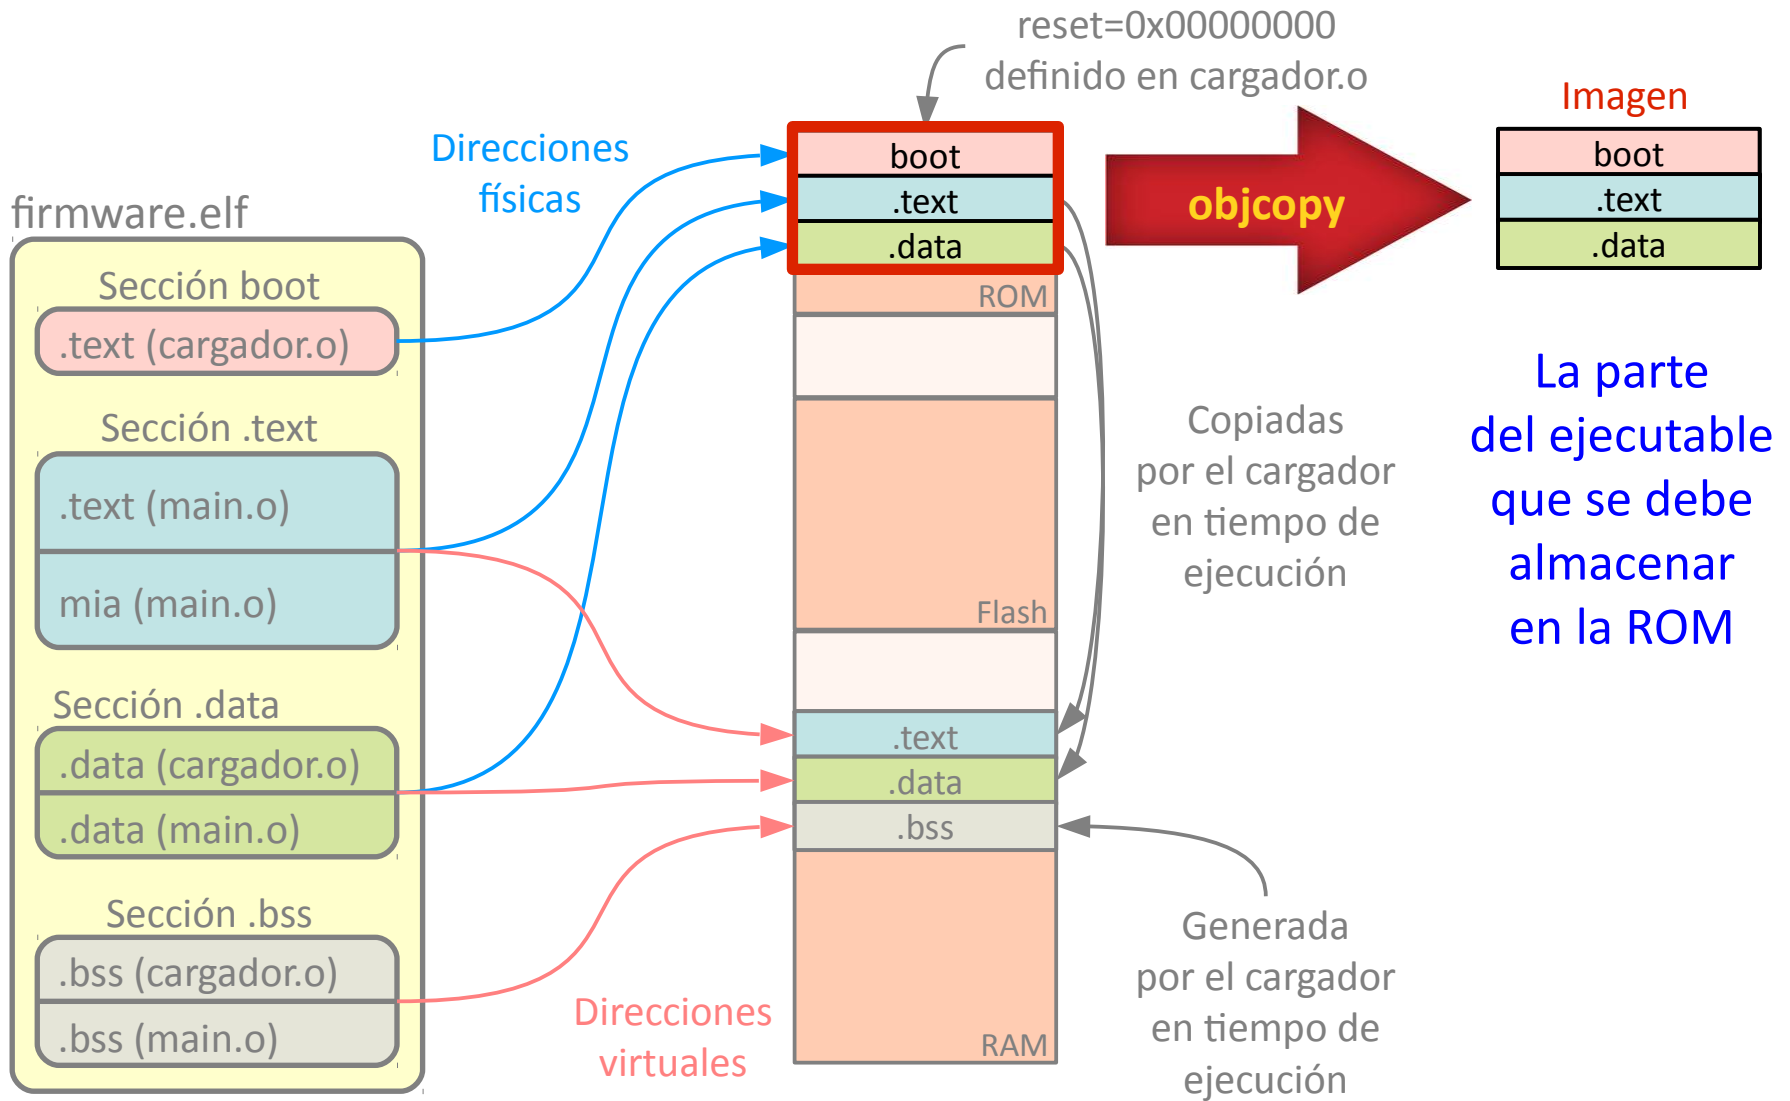 reset=0x00000000
definido en cargador.o
Direcciones
físicas
firmware.elf
Sección boot
.text (cargador.o)
Sección .text
.text (main.o)
mia (main.o)
Sección .data
.data (cargador.o)
.data (main.o)
Sección .bss
.bss (cargador.o)
.bss (main.o)
Direcciones
virtuales
boot
.text
.data
ROM
Flash
.text
.data
.bss
RAM
objcopy
Copiadas
por el cargador
en tiempo de
ejecución
Generada
por el cargador
en tiempo de
ejecución
Imagen
boot
.text
.data
La parte
del ejecutable
que se debe
almacenar
en la ROM